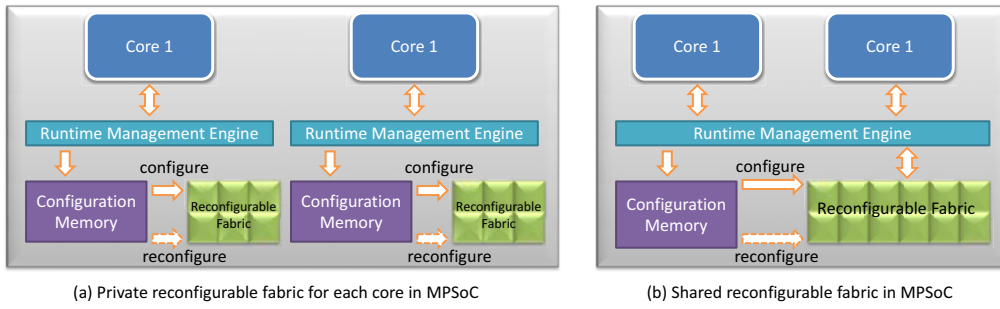 Core 1
Core 1
Runtime Management Engine
Runtime Management Engine
configure
configure
Configuration
Memory
Reconfigurable
Fabric
Configuration
Memory
Reconfigurable
Fabric
reconfigure
reconfigure
(a) Private reconfigurable fabric for each core in MPSoC
Core 1
Core 1
Runtime Management Engine
configure
Configuration
Memory
Reconfigurable Fabric
reconfigure
(b) Shared reconfigurable fabric in MPSoC